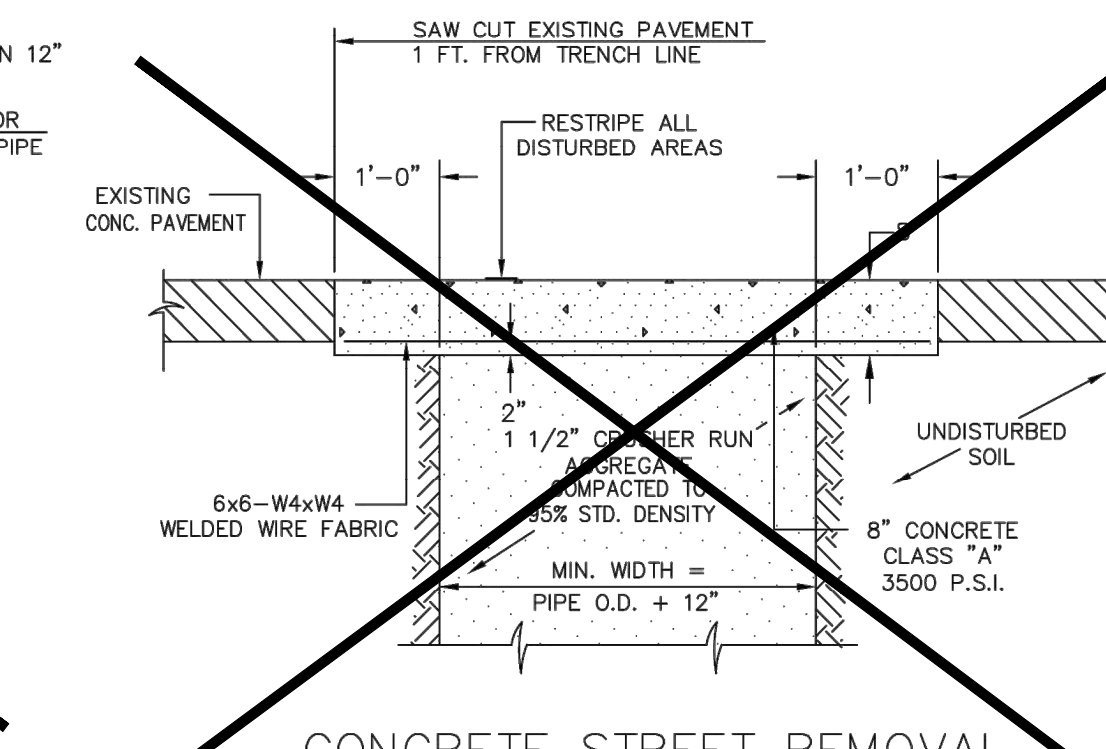 SAW CUT EXISTING PAVEMENT
1 FT. FROM TRENCH LINE
N 12"
OR
PIPE
RESTRIPE ALL
DISTURBED AREAS
1'-0"
1'-0"
EXISTING
CONC. PAVEMENT
2"
1 1/2" CRUSHER RUN
AGGREGATE
COMPACTED TO
95% STD. DENSITY
UNDISTURBED
SOIL
6x6-W4xW4
WELDED WIRE FABRIC
8" CONCRETE
CLASS "A"
3500 P.S.I.
MIN. WIDTH =
PIPE O.D. + 12"
CONCRETE STREET REMOVAL